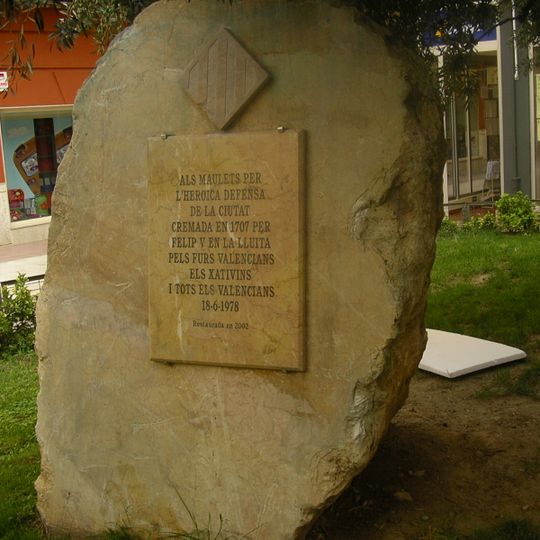 ALS MAULETS PER
L'HEROICA DEFENSA
DE LA CIUTAT
CREMADA EN 1707 PER
FELIP V EN LA LLUITA
PELS FURS VALENCIANS
ELS XATIVINS
I TOTS ELS VALENCIANS
18-6-1978
Restaurada en 2002